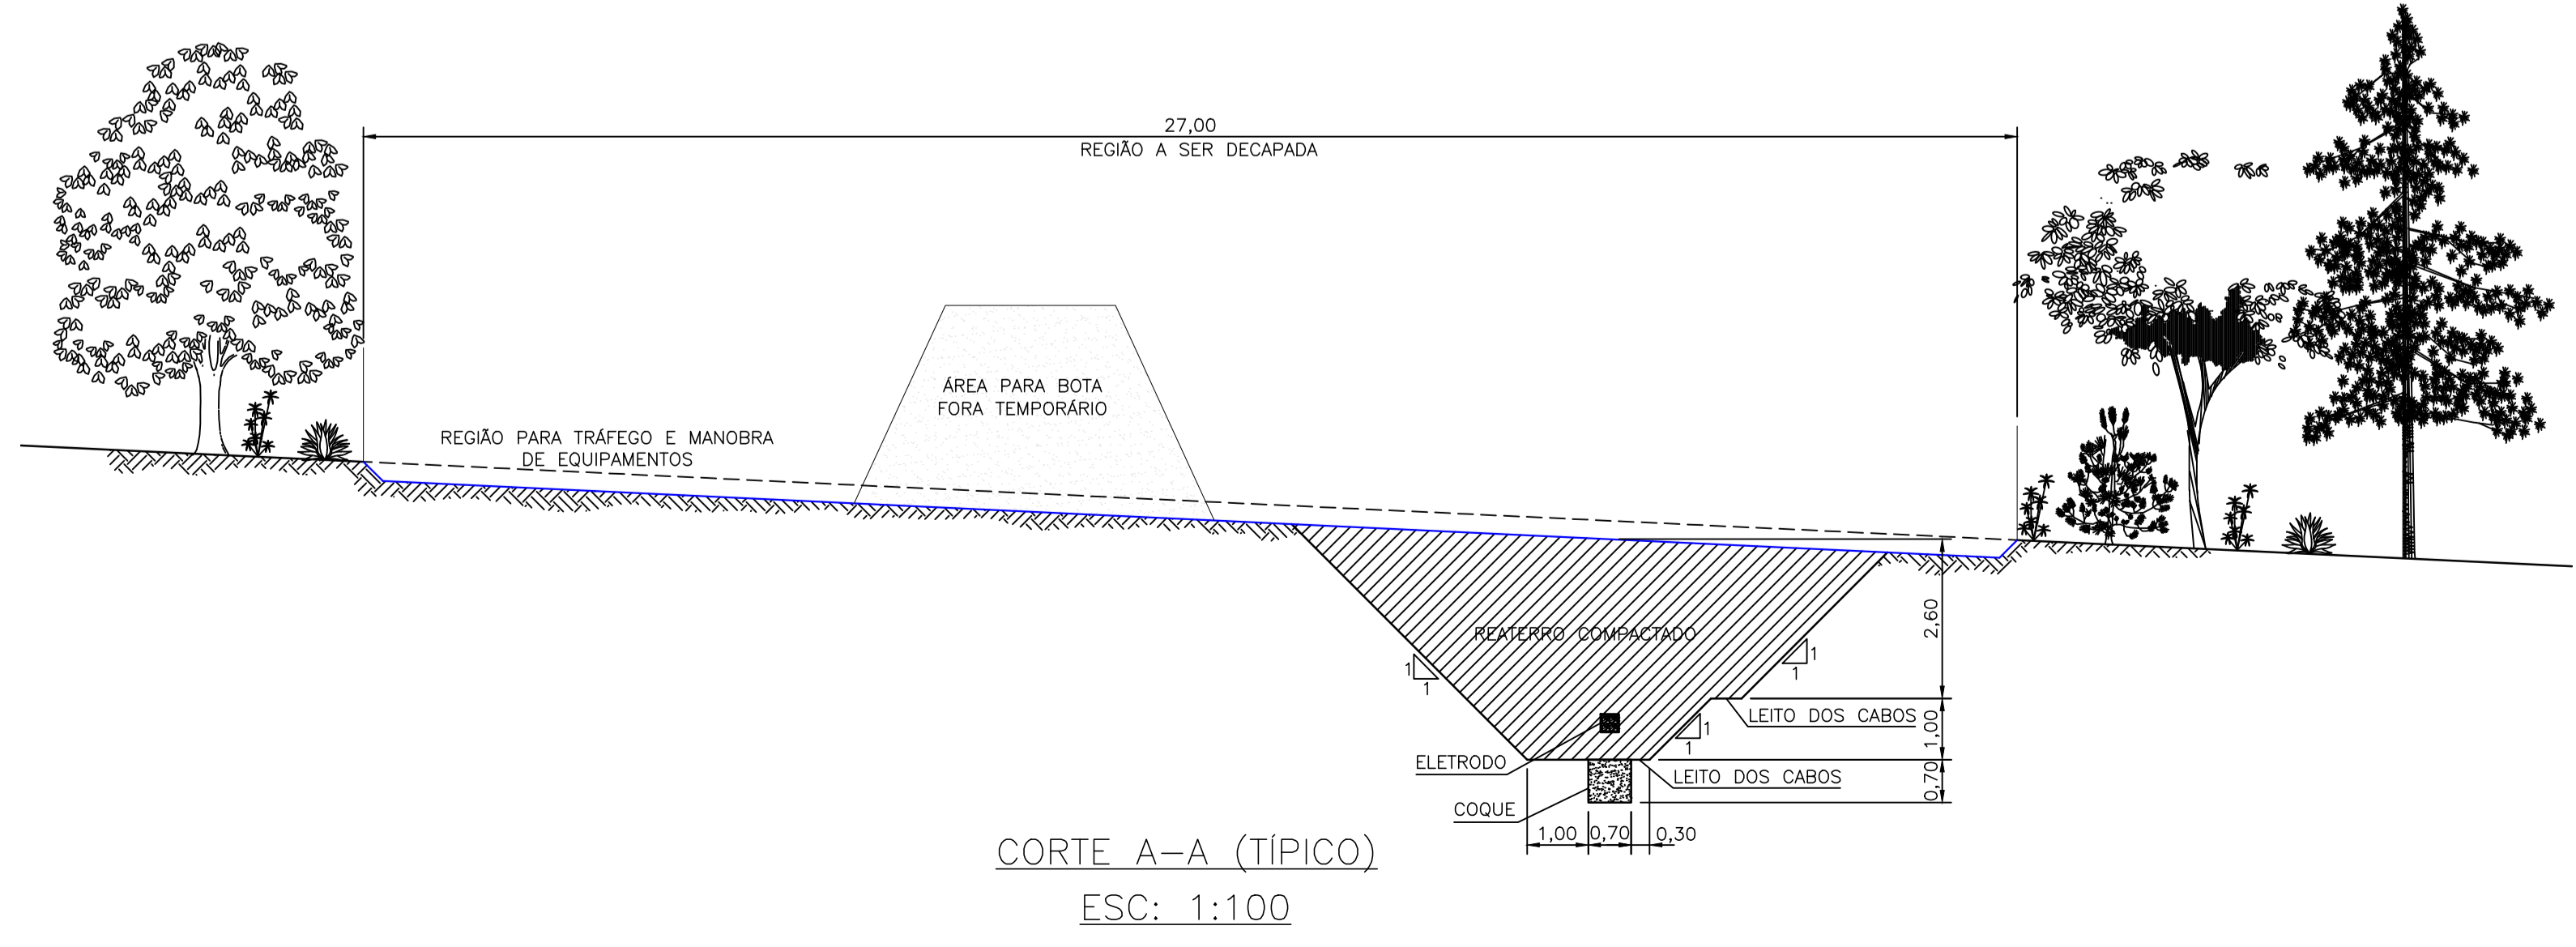 27,00
REGIÃO A SER DECAPADA
ÁREA PARA BOTA
FORA TEMPORÁRIO
REGIÃO PARA TRÁFEGO E MANOBRA
DE EQUIPAMENTOS
REATERRO COMPACTADO
2,60
1
1
1
1
1,00
LEITO DOS CABOS
1
1
ELETRODO
LEITO DOS CABOS
0,70
COQUE
1,00
0,70
0,30
CORTE A-A (TÍPICO)
ESC: 1:100